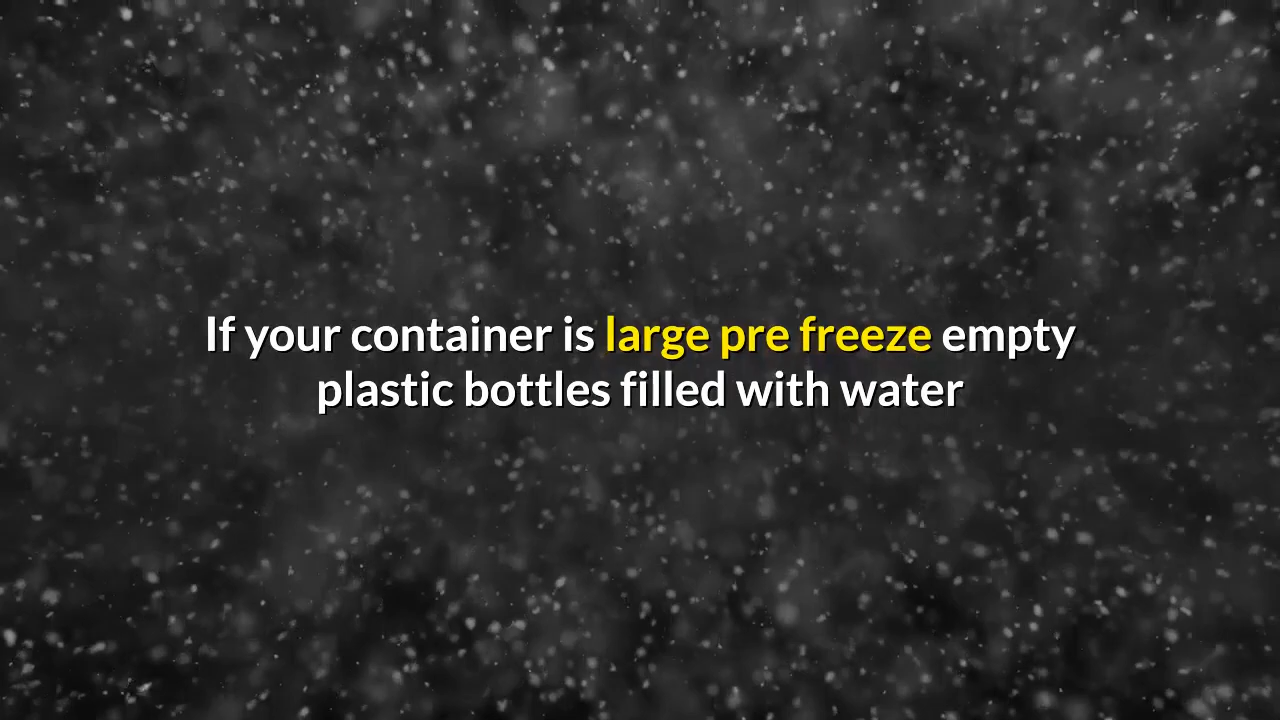 If your container is large pre freeze empty
plastic bottles filled with water